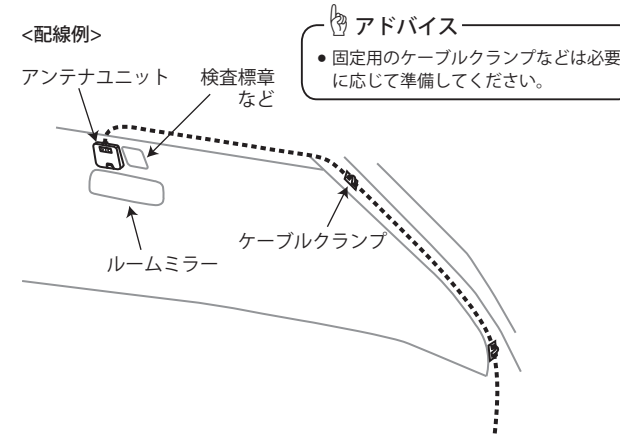 <配線例>
アドバイス
● 固定用のケーブルクランプなどは必要
に応じて準備してください。
アンテナユニット
検査標章
など
ケーブルクランプ
ルームミラー